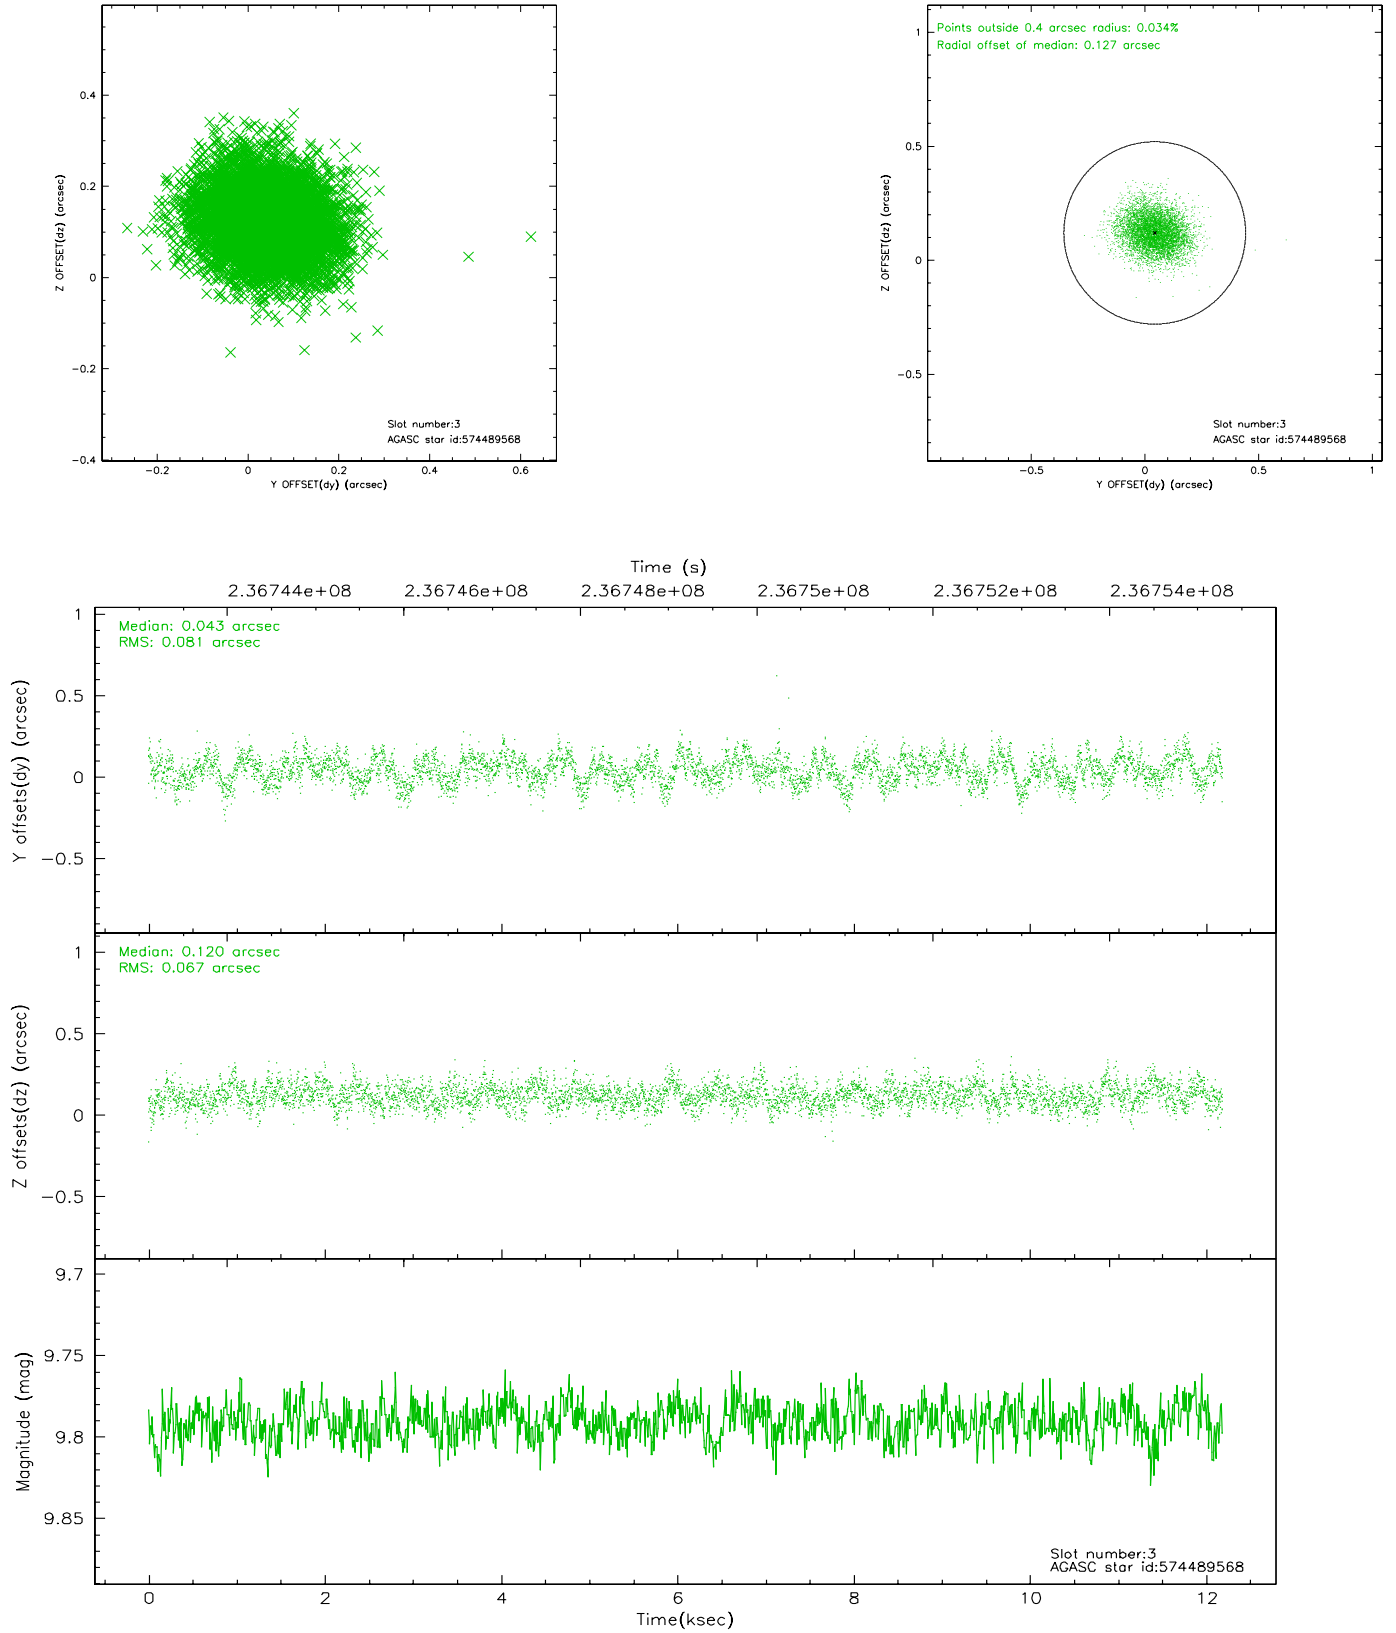 0.4
0.2
0
−0.2
−0.4
Z OFFSET(dz) (arcsec)
Slot number:3
AGASC star id:574489568
−0.2 0 0.2 0.4 0.6
Y OFFSET(dy) (arcsec)
Points outside 0.4 arcsec radius: 0.034%
Radial offset of median: 0.127 arcsec
1
0.5
0
−0.5
Z OFFSET(dz) (arcsec)
Slot number:3
AGASC star id:574489568
−0.5 0 0.5 1
Y OFFSET(dy) (arcsec)
Time (s)
2.36744e+08 2.36746e+08 2.36748e+08 2.3675e+08 2.36752e+08 2.36754e+08
Median: 0.043 arcsec
RMS: 0.081 arcsec
1
0.5
0
−0.5
Y offsets(dy) (arcsec)
Median: 0.120 arcsec
RMS: 0.067 arcsec
1
0.5
0
−0.5
Z offsets(dz) (arcsec)
9.7
9.75
9.8
9.85
Magnitude (mag)
Slot number:3
AGASC star id:574489568
0 2 4 6 8 10 12
Time(ksec)